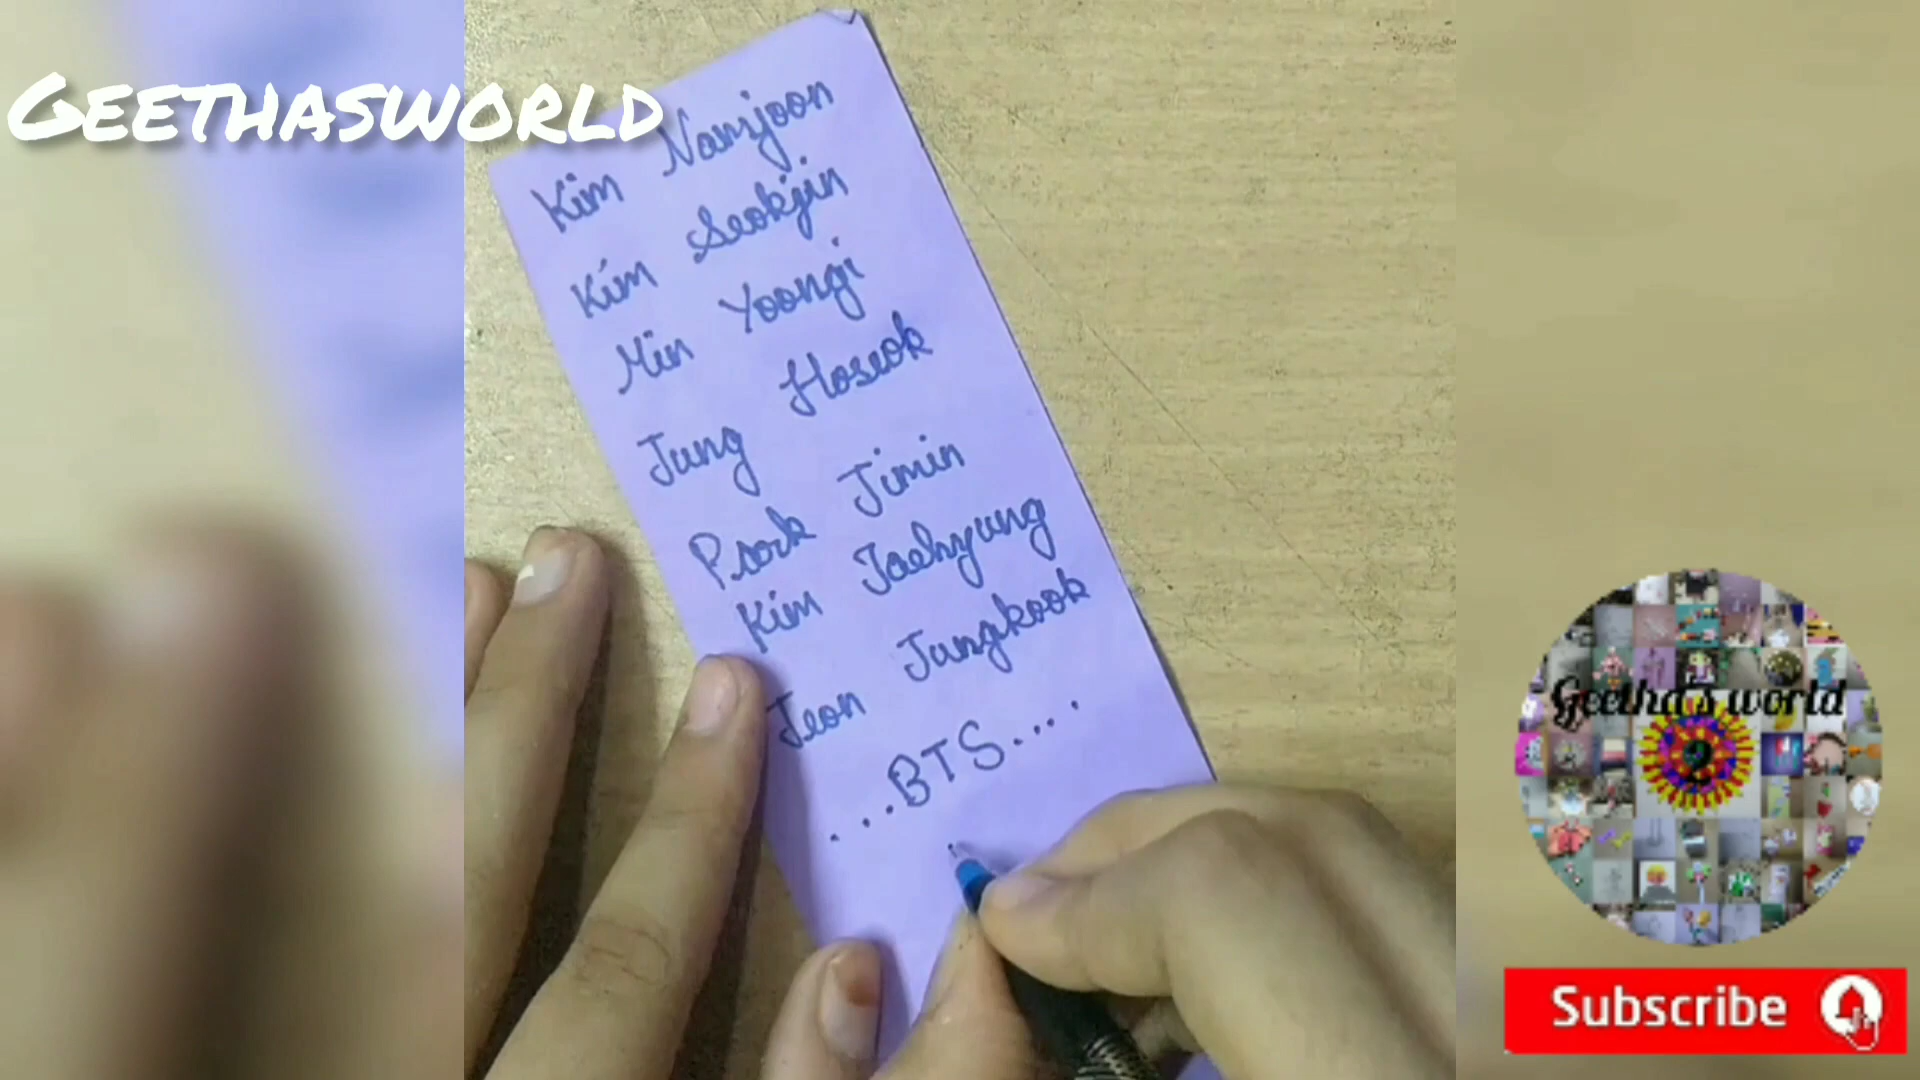 GEETHASWORLD
Kim Namjoon
Kim Seokjin
Min Yoongi
Jung Hoseok
Park Jimin
Kim Taehyung
Jeon Jungkook
...BTS....
Geetha's world
2
Subscribe